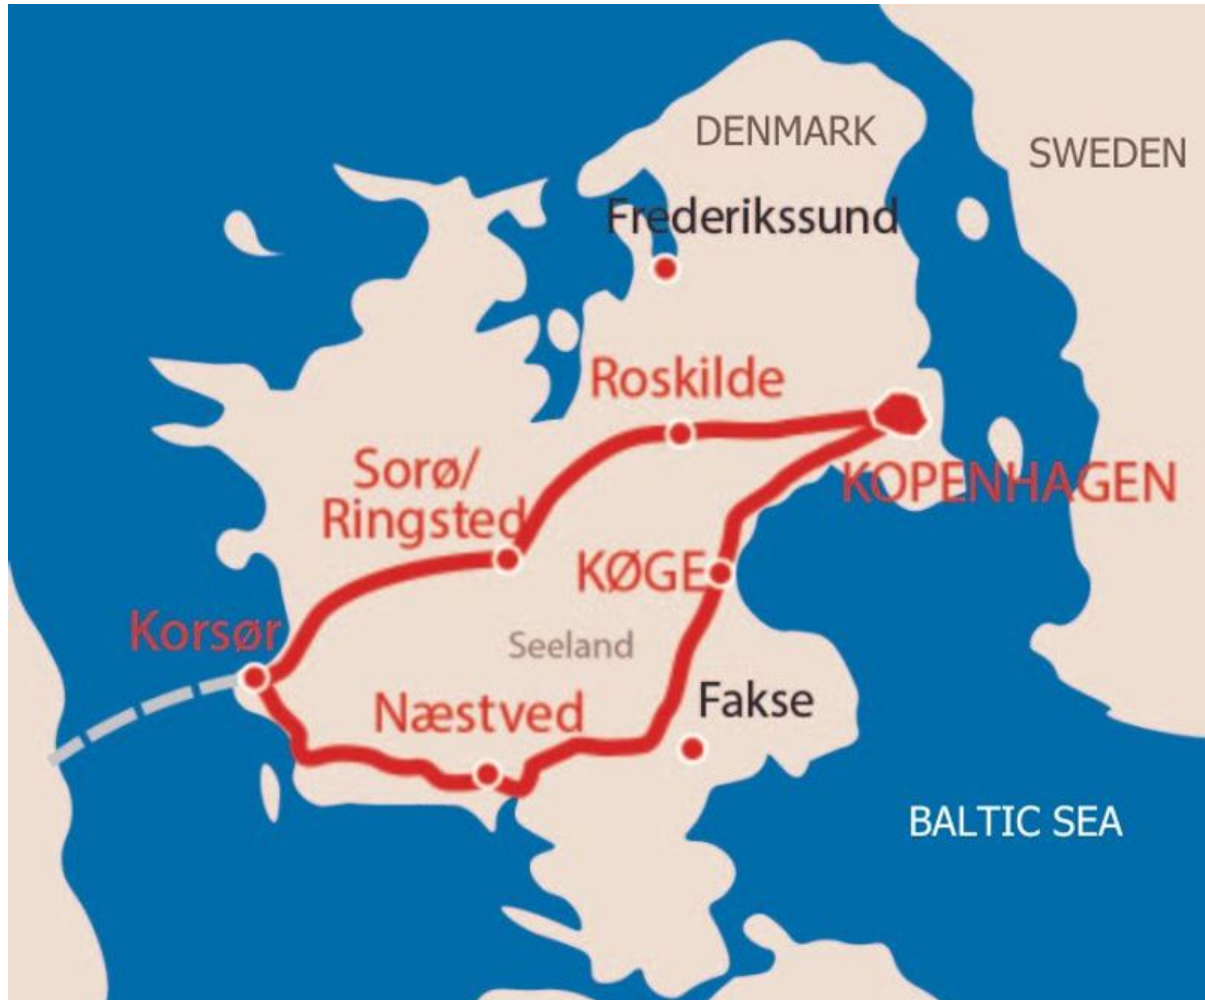 DENMARK
SWEDEN
Frederikssund
Roskilde
Sorø/
Ringsted
KOPENHAGEN
KØGE
Korsør
Seeland
Næstved
Fakse
BALTIC SEA